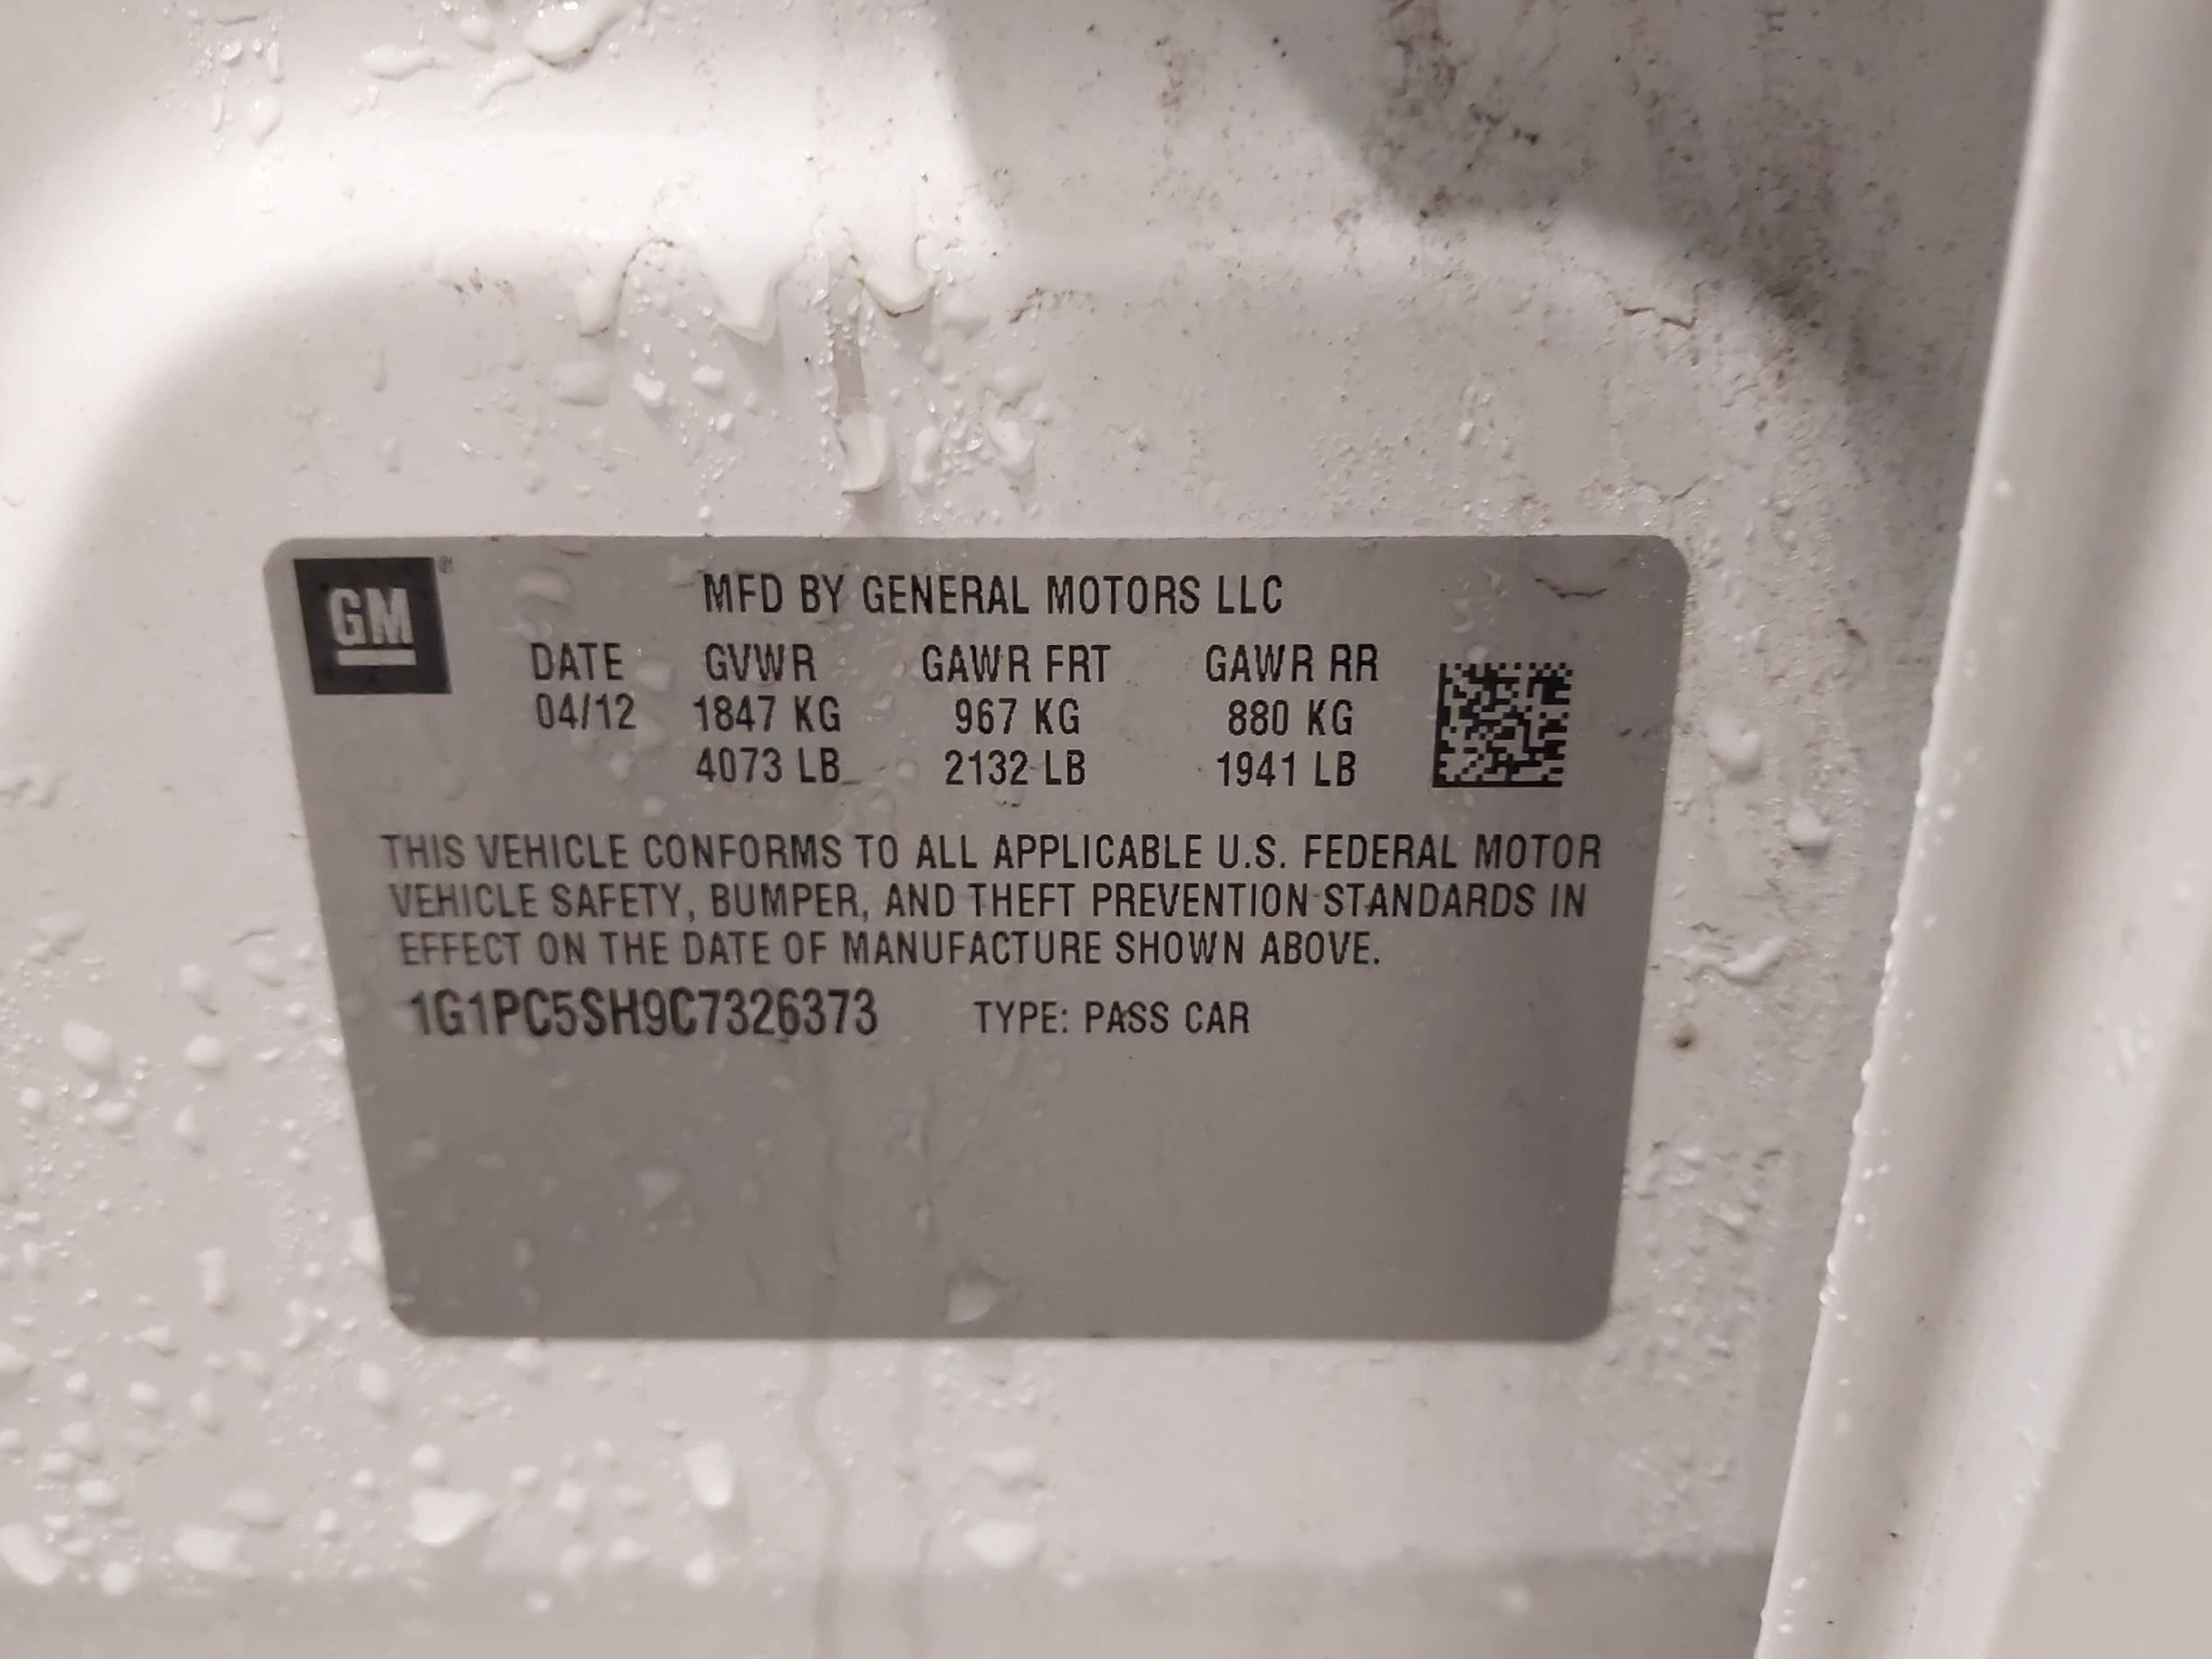 GM
MFD BY GENERAL MOTORS LLC
DATE GVWR GAWR FRT GAWR RR
04/12 1847 KG 967 KG 880 KG
4073 LB 2132 LB 1941 LB
THIS VEHICLE CONFORMS TO ALL APPLICABLE U.S. FEDERAL MOTOR
VEHICLE SAFETY, BUMPER, AND THEFT PREVENTION STANDARDS IN
EFFECT ON THE DATE OF MANUFACTURE SHOWN ABOVE.
1G1PC5SH9C7326373 TYPE: PASS CAR